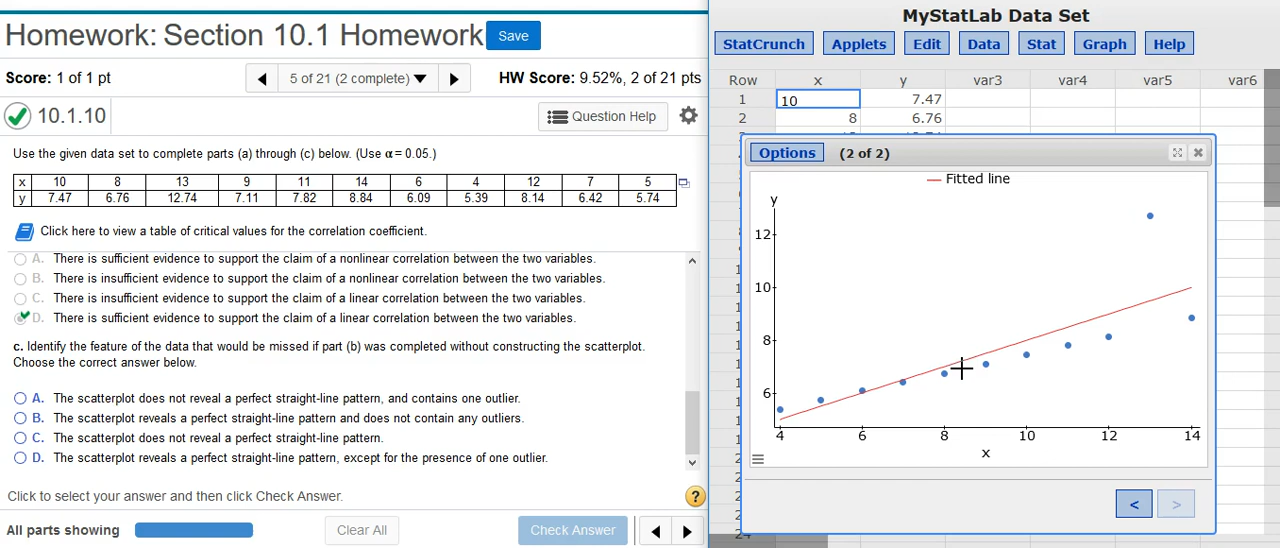 Homework: Section 10.1 Homework Save
Score: 1 of 1 pt 5 of 21 (2 complete) HW Score: 9.52%, 2 of 21 pts
10.1.10 Question Help
Use the given data set to complete parts (a) through (c) below. (Use α = 0.05.)
x 10 8 13 9 11 14 6 4 12 7 5
y 7.47 6.76 12.74 7.11 7.82 8.84 6.09 5.39 8.14 6.42 5.74
Click here to view a table of critical values for the correlation coefficient.
A. There is sufficient evidence to support the claim of a nonlinear correlation between the two variables.
B. There is insufficient evidence to support the claim of a nonlinear correlation between the two variables.
C. There is insufficient evidence to support the claim of a linear correlation between the two variables.
D. There is sufficient evidence to support the claim of a linear correlation between the two variables.
c. Identify the feature of the data that would be missed if part (b) was completed without constructing the scatterplot.
Choose the correct answer below.
A. The scatterplot does not reveal a perfect straight-line pattern, and contains one outlier.
B. The scatterplot reveals a perfect straight-line pattern and does not contain any outliers.
C. The scatterplot does not reveal a perfect straight-line pattern.
D. The scatterplot reveals a perfect straight-line pattern, except for the presence of one outlier.
Click to select your answer and then click Check Answer. ?
All parts showing Clear All Check Answer
MyStatLab Data Set
StatCrunch Applets Edit Data Stat Graph Help
Row x y var3 var4 var5 var6
1 10 7.47
2 8 6.76
Options (2 of 2)
Fitted line
y
12
10
8
6
4 6 8 10 12 14
x
< >